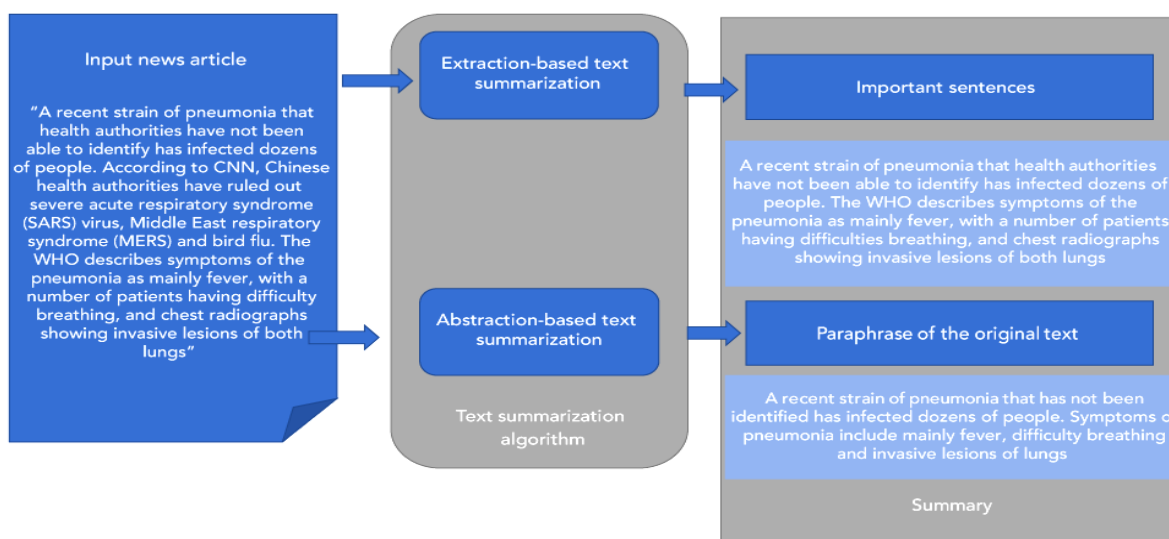 Input news article
“A recent strain of pneumonia that
health authorities have not been
able to identify has infected dozens
of people. According to CNN, Chinese
health authorities have ruled out
severe acute respiratory syndrome
(SARS) virus, Middle East respiratory
syndrome (MERS) and bird flu. The
WHO describes symptoms of the
pneumonia as mainly fever, with a
number of patients having difficulty
breathing, and chest radiographs
showing invasive lesions of both
lungs”
Extraction-based text
summarization
Abstraction-based text
summarization
Text summarization
algorithm
Important sentences
A recent strain of pneumonia that health authorities
have not been able to identify has infected dozens of
people. The WHO describes symptoms of the
pneumonia as mainly fever, with a number of patients
having difficulties breathing, and chest radiographs
showing invasive lesions of both lungs
Paraphrase of the original text
A recent strain of pneumonia that has not been
identified has infected dozens of people. Symptoms o
pneumonia include mainly fever, difficulty breathing
and invasive lesions of lungs
Summary